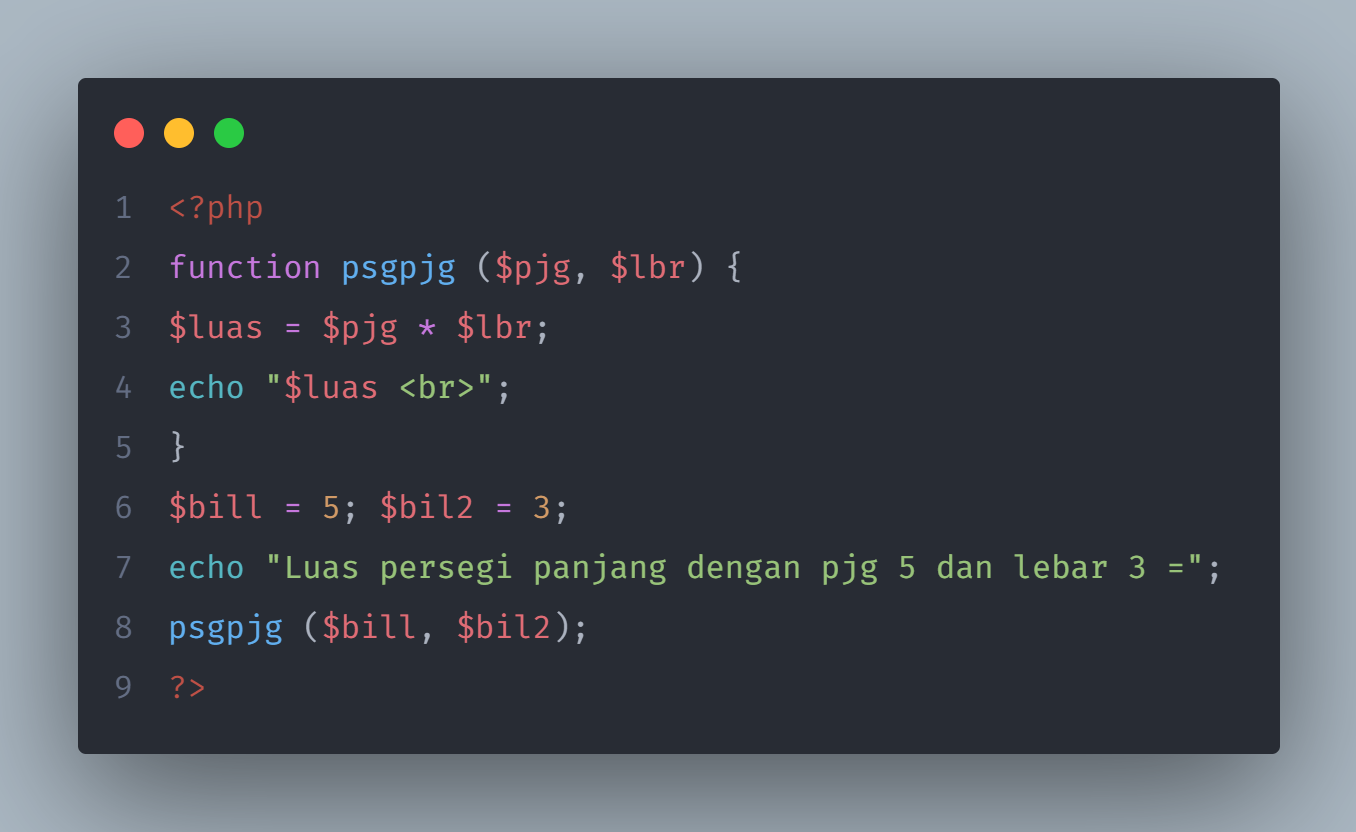 1 <?php
2 function psgpjg ($pjg, $lbr) {
3 $luas = $pjg * $lbr;
4 echo "$luas <br>";
5 }
6 $bill = 5; $bil2 = 3;
7 echo "Luas persegi panjang dengan pjg 5 dan lebar 3 =";
8 psgpjg ($bill, $bil2);
9 ?>